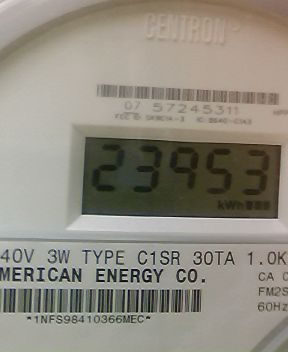 CENTRON
07 57245311
23953
kWh
40V 3W TYPE C1SR 30TA 1.0K
MERICAN ENERGY CO.
CA 0
FM2S
60Hz
*1NFS98410366MEC*